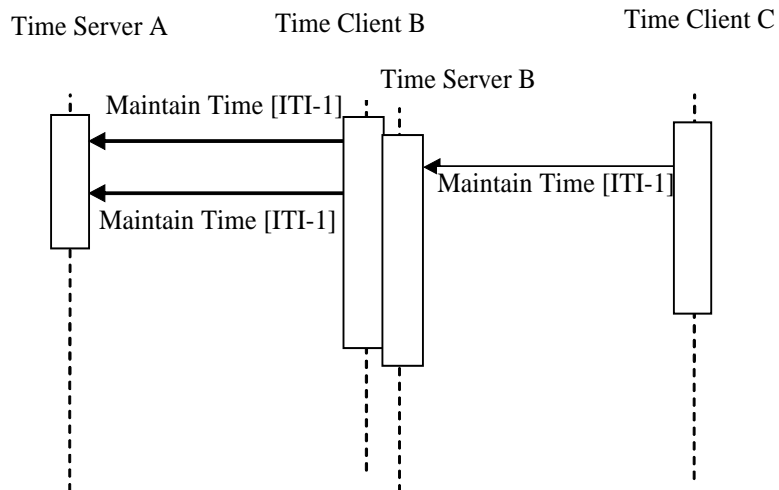 Time Server A
Time Client B
Time Client C
Time Server B
Maintain Time [ITI-1]
Maintain Time [ITI-1]
Maintain Time [ITI-1]